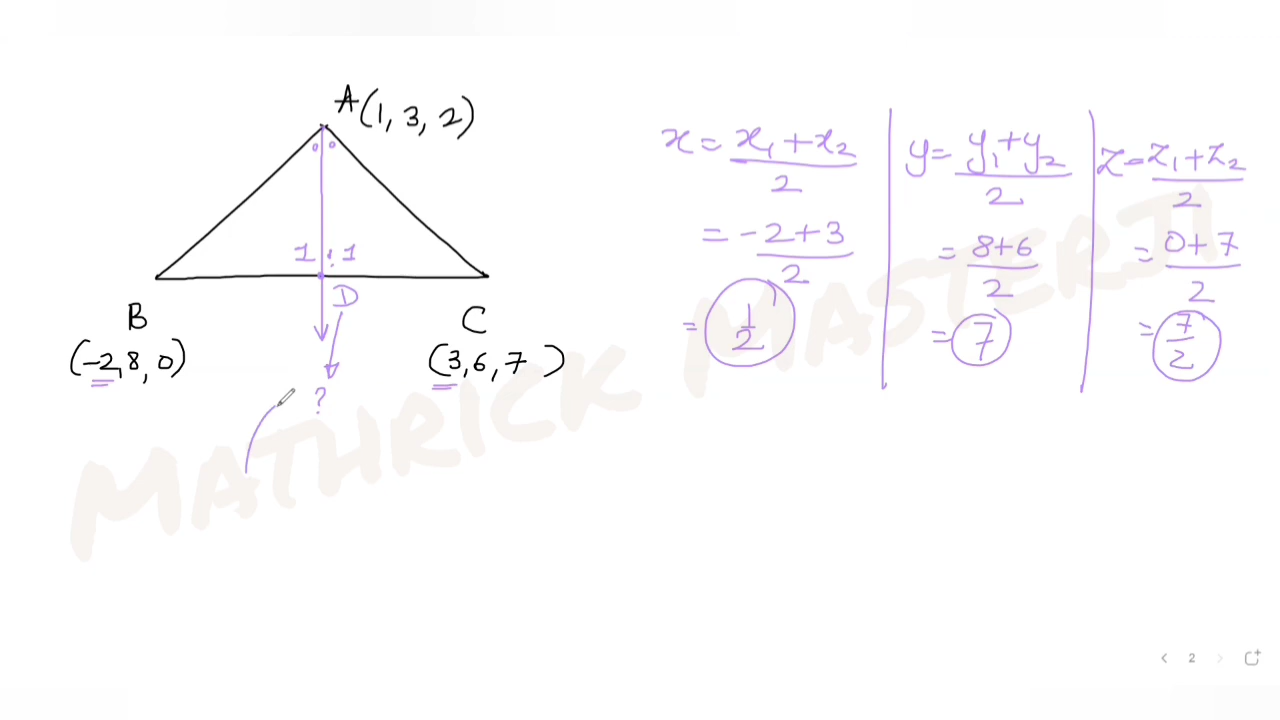 A(1, 3, 2)
1 : 1
D
B
C
(-2, 8, 0)
(3, 6, 7 )
?
x = x₁ + x₂ / 2
= -2 + 3 / 2
= 1/2
y = y₁ + y₂ / 2
= 8 + 6 / 2
= 7
z = z₁ + z₂ / 2
= 0 + 7 / 2
= 7/2
MATHRICK MASTERJI
< 2 >